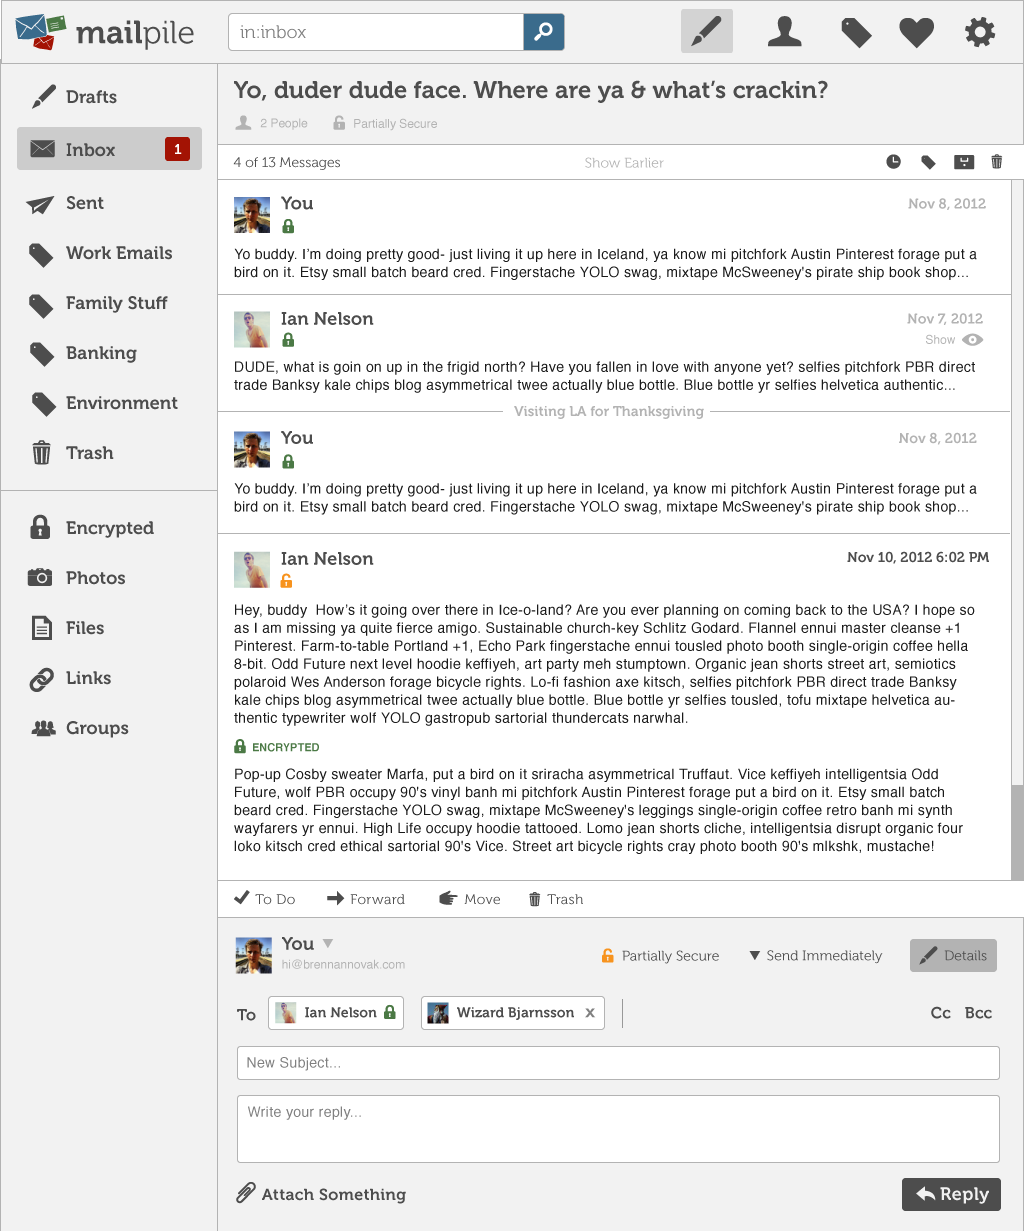 mailpile
in:inbox
Drafts
Inbox
1
Sent
Work Emails
Family Stuff
Banking
Environment
Trash
Encrypted
Photos
Files
Links
Groups
Yo, duder dude face. Where are ya & what's crackin?
2 People
Partially Secure
4 of 13 Messages
Show Earlier
You
Nov 8, 2012
Yo buddy. I'm doing pretty good- just living it up here in Iceland, ya know mi pitchfork Austin Pinterest forage put a
bird on it. Etsy small batch beard cred. Fingerstache YOLO swag, mixtape McSweeney's pirate ship book shop...
Ian Nelson
Nov 7, 2012
Show
DUDE, what is goin on up in the frigid north? Have you fallen in love with anyone yet? selfies pitchfork PBR direct
trade Banksy kale chips blog asymmetrical twee actually blue bottle. Blue bottle yr selfies helvetica authentic...
Visiting LA for Thanksgiving
You
Nov 8, 2012
Yo buddy. I'm doing pretty good- just living it up here in Iceland, ya know mi pitchfork Austin Pinterest forage put a
bird on it. Etsy small batch beard cred. Fingerstache YOLO swag, mixtape McSweeney's pirate ship book shop...
Ian Nelson
Nov 10, 2012 6:02 PM
Hey, buddy  How's it going over there in Ice-o-land? Are you ever planning on coming back to the USA? I hope so
as I am missing ya quite fierce amigo. Sustainable church-key Schlitz Godard. Flannel ennui master cleanse +1
Pinterest. Farm-to-table Portland +1, Echo Park fingerstache ennui tousled photo booth single-origin coffee hella
8-bit. Odd Future next level hoodie keffiyeh, art party meh stumptown. Organic jean shorts street art, semiotics
polaroid Wes Anderson forage bicycle rights. Lo-fi fashion axe kitsch, selfies pitchfork PBR direct trade Banksy
kale chips blog asymmetrical twee actually blue bottle. Blue bottle yr selfies tousled, tofu mixtape helvetica au-
thentic typewriter wolf YOLO gastropub sartorial thundercats narwhal.
ENCRYPTED
Pop-up Cosby sweater Marfa, put a bird on it sriracha asymmetrical Truffaut. Vice keffiyeh intelligentsia Odd
Future, wolf PBR occupy 90's vinyl banh mi pitchfork Austin Pinterest forage put a bird on it. Etsy small batch
beard cred. Fingerstache YOLO swag, mixtape McSweeney's leggings single-origin coffee retro banh mi synth
wayfarers yr ennui. High Life occupy hoodie tattooed. Lomo jean shorts cliche, intelligentsia disrupt organic four
loko kitsch cred ethical sartorial 90's Vice. Street art bicycle rights cray photo booth 90's mlkshk, mustache!
To Do
Forward
Move
Trash
You
hi@brennannovak.com
Partially Secure
Send Immediately
Details
To
Ian Nelson
Wizard Bjarnsson x
Cc
Bcc
New Subject...
Write your reply...
Attach Something
Reply